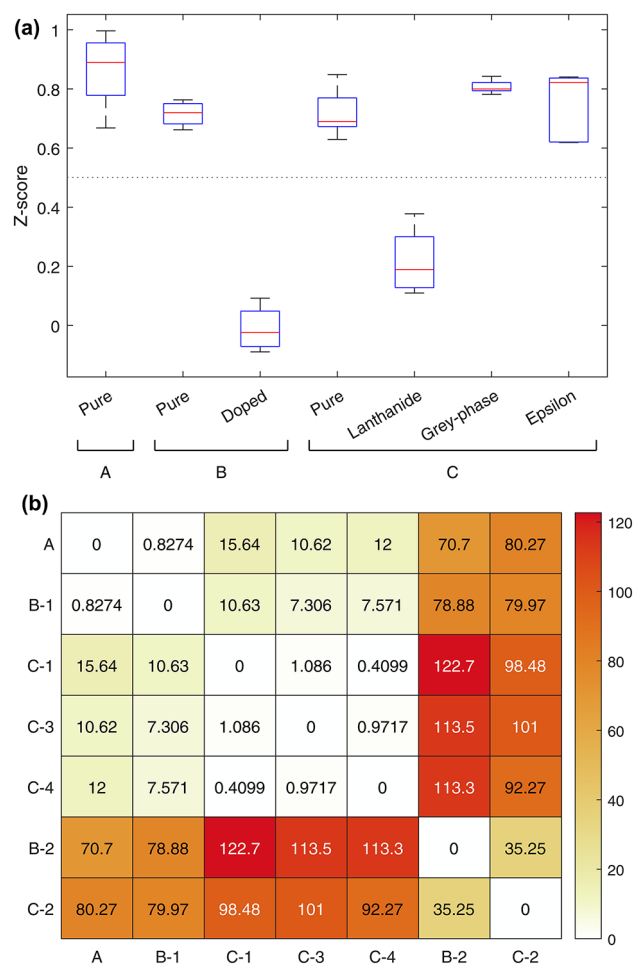 (a)
Z-score
1
0.8
0.6
0.4
0.2
0
Pure Pure Doped Pure Lanthanide Grey-phase Epsilon
A B C
(b)
A 0 0.8274 15.64 10.62 12 70.7 80.27
B-1 0.8274 0 10.63 7.306 7.571 78.88 79.97
C-1 15.64 10.63 0 1.086 0.4099 122.7 98.48
C-3 10.62 7.306 1.086 0 0.9717 113.5 101
C-4 12 7.571 0.4099 0.9717 0 113.3 92.27
B-2 70.7 78.88 122.7 113.5 113.3 0 35.25
C-2 80.27 79.97 98.48 101 92.27 35.25 0
A B-1 C-1 C-3 C-4 B-2 C-2
120
100
80
60
40
20
0